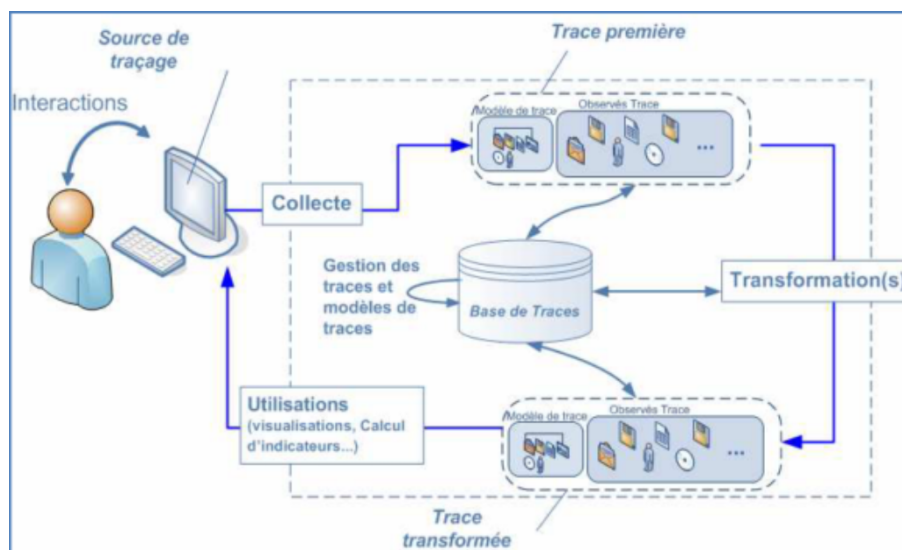 Source de
traçage
Trace première
Interactions
Modèle de trace
Observés Trace
...
Collecte
Gestion des
traces et
modèles de
traces
Base de Traces
Transformation(s)
Utilisations
(visualisations, Calcul
d'indicateurs...)
Modèle de trace
Observés Trace
...
Trace
transformée